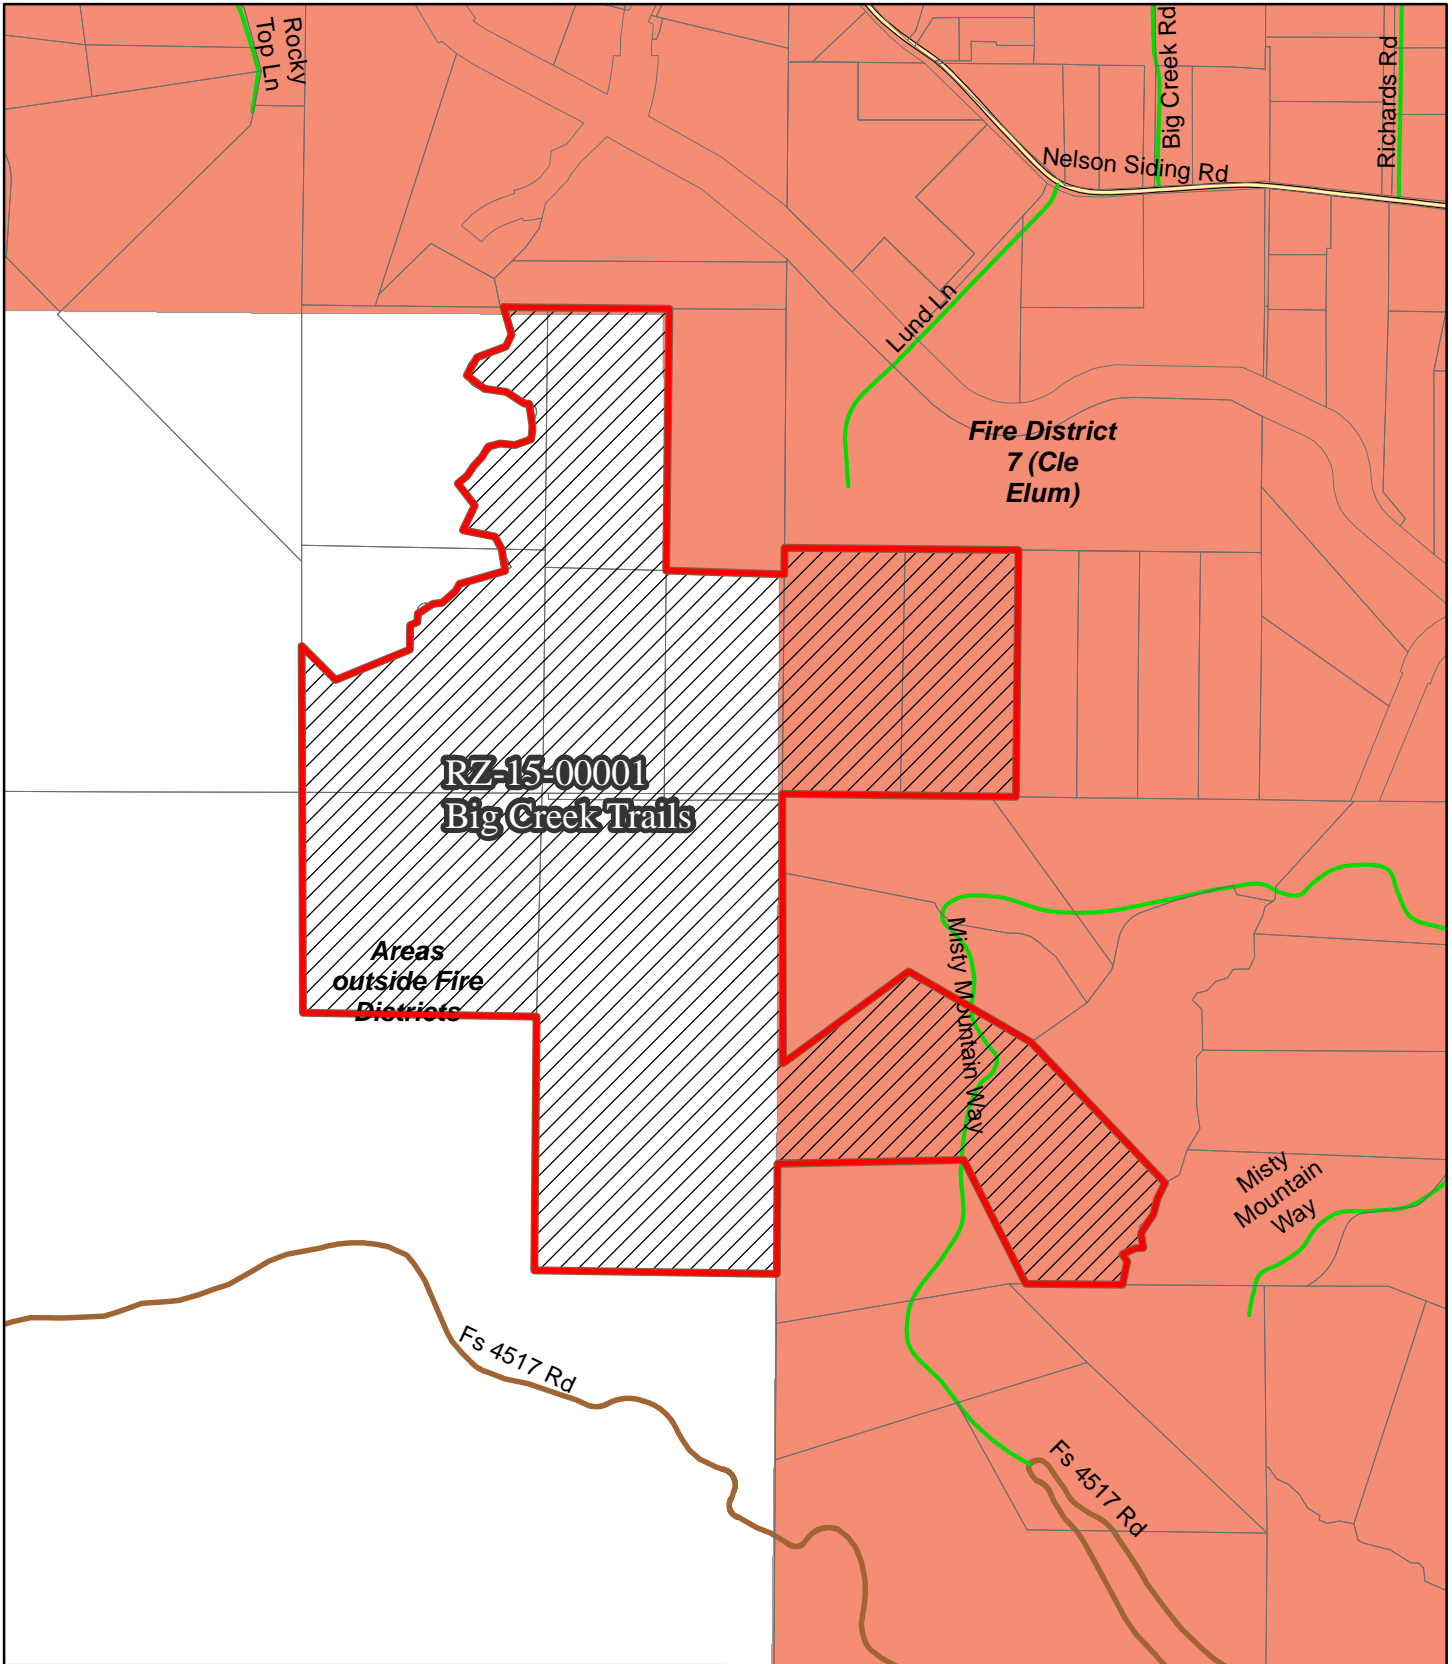 Rocky
Top Ln
Big Creek Rd
Richards Rd
Nelson Siding Rd
Lund Ln
Fire District
7 (Cle
Elum)
RZ-15-00001
Big Creek Trails
Areas
outside Fire
Districts
Misty Mountain Way
Misty
Mountain
Way
Fs 4517 Rd
Fs 4517 Rd